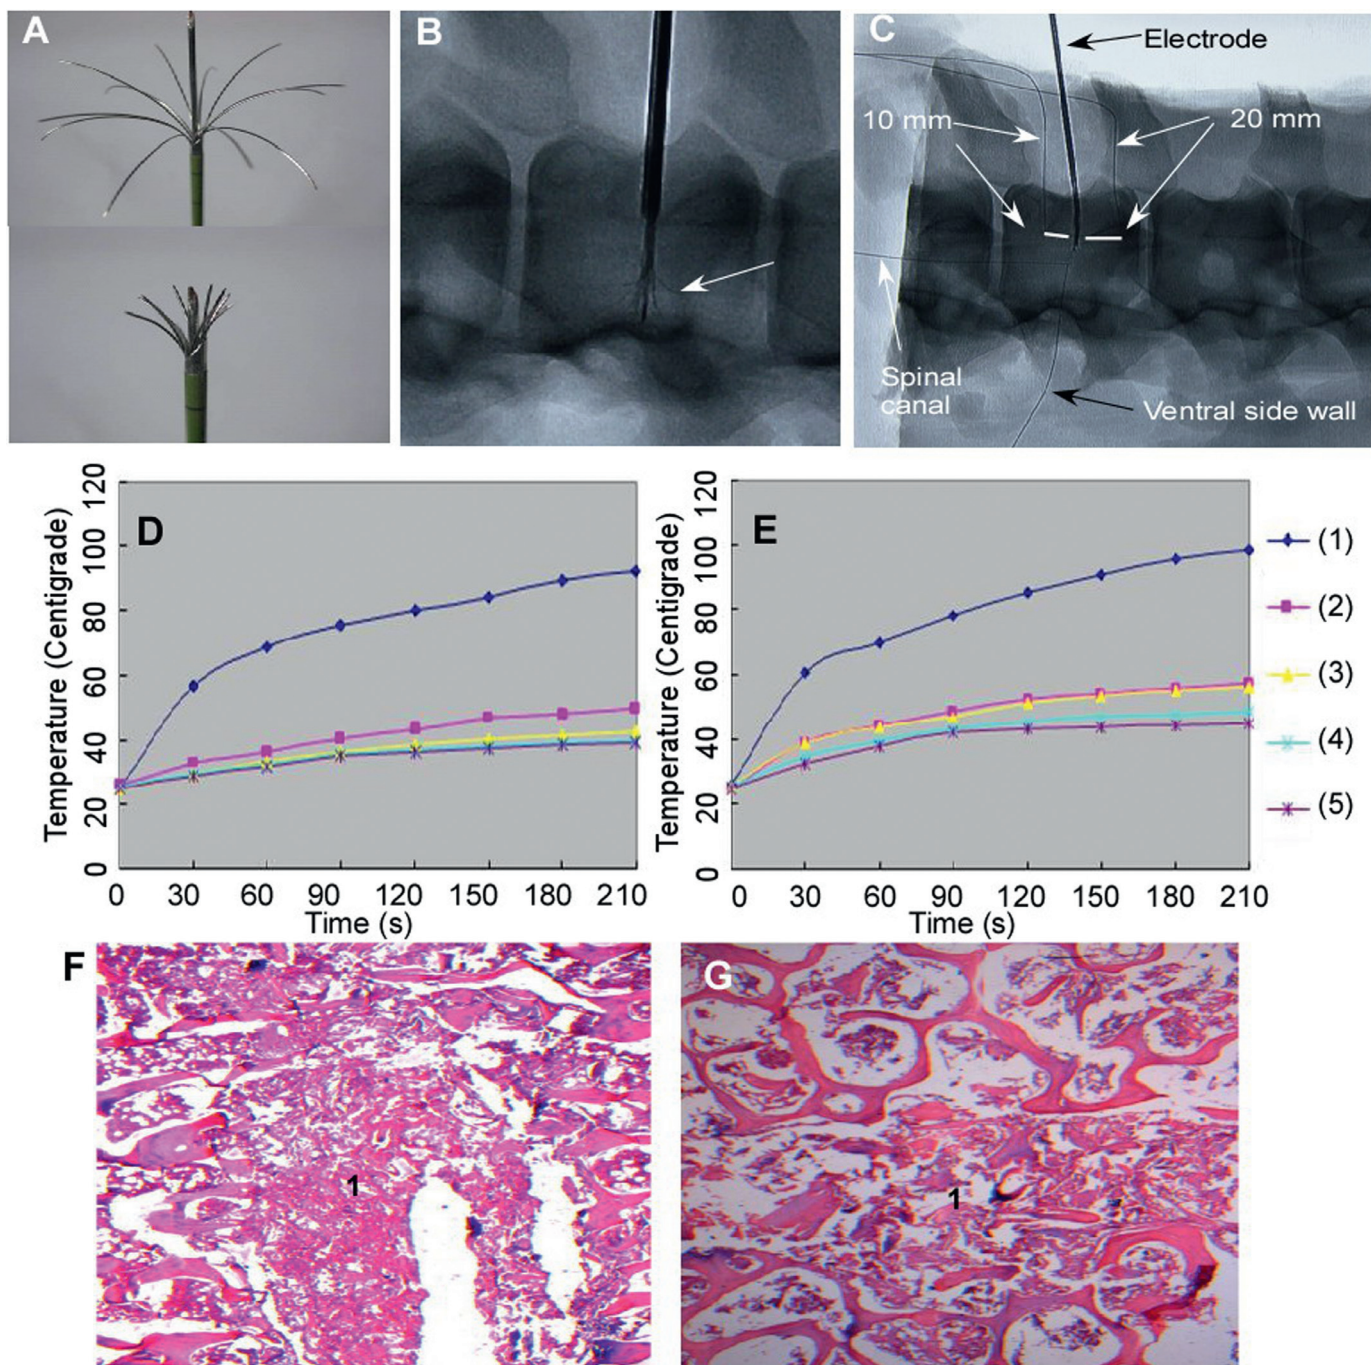 A
B
C
Electrode
10 mm
20 mm
Spinal
canal
Ventral side wall
D
Temperature (Centigrade)
0
20
40
60
80
100
120
0 30 60 90 120 150 180 210
Time (s)
E
Temperature (Centigrade)
0
20
40
60
80
100
120
0 30 60 90 120 150 180 210
Time (s)
(1)
(2)
(3)
(4)
(5)
F
1
G
1